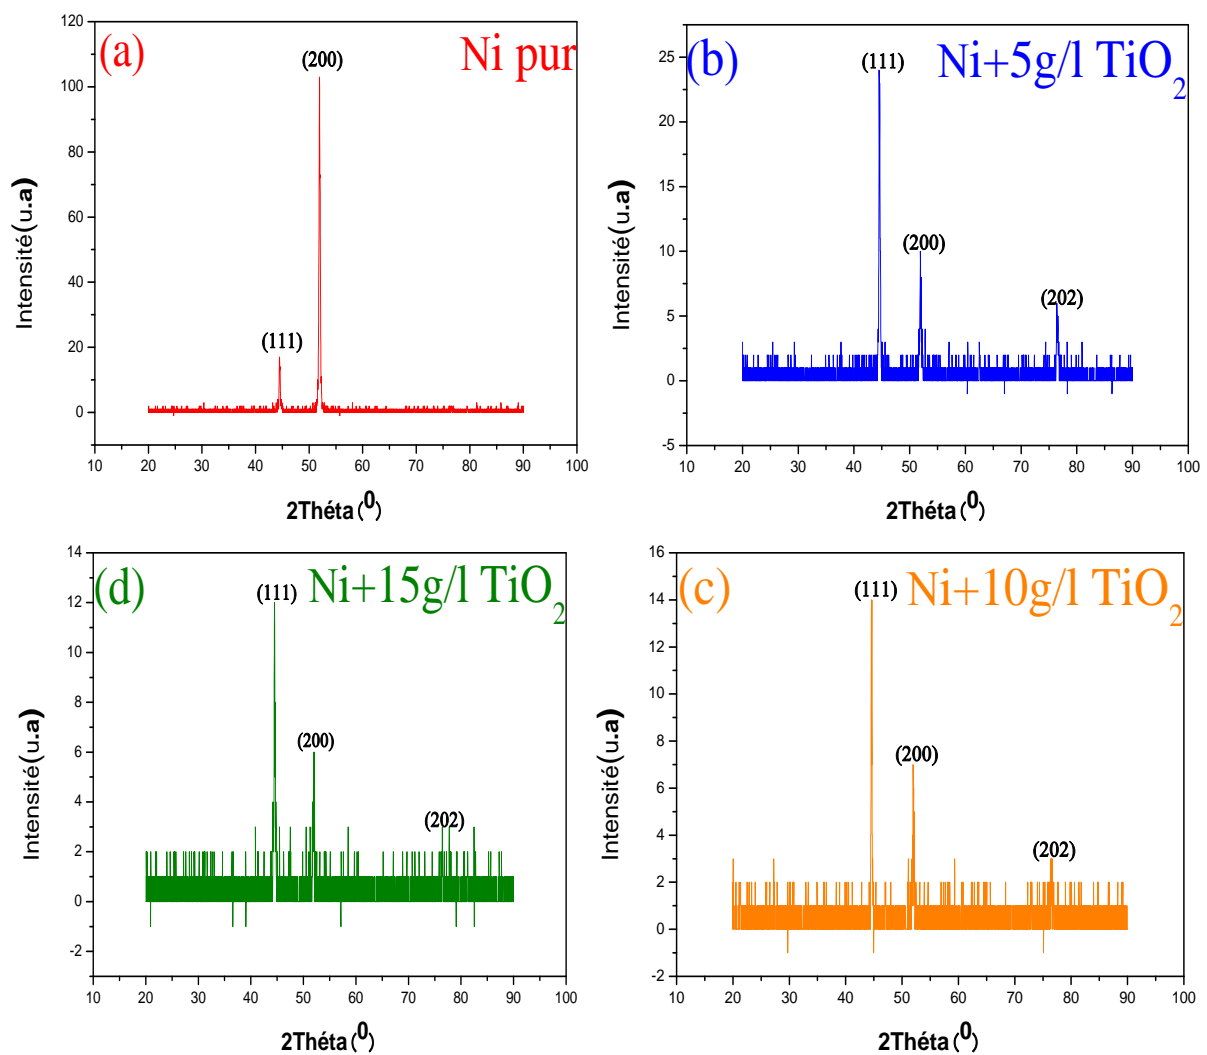 (a) Ni pur
(200)
(111)
120
100
80
60
40
20
0
Intensité(u.a)
10 20 30 40 50 60 70 80 90 100
2Théta(⁰)
(b) Ni+5g/l TiO₂
(111)
(200)
(202)
25
20
15
10
5
0
-5
Intensité(u.a)
10 20 30 40 50 60 70 80 90 100
2Théta(⁰)
(d) Ni+15g/l TiO₂
(111)
(200)
(202)
14
12
10
8
6
4
2
0
-2
Intensité(u.a)
10 20 30 40 50 60 70 80 90 100
2Théta(⁰)
(c) Ni+10g/l TiO₂
(111)
(200)
(202)
16
14
12
10
8
6
4
2
0
-2
Intensité(u.a)
10 20 30 40 50 60 70 80 90 100
2Théta(⁰)